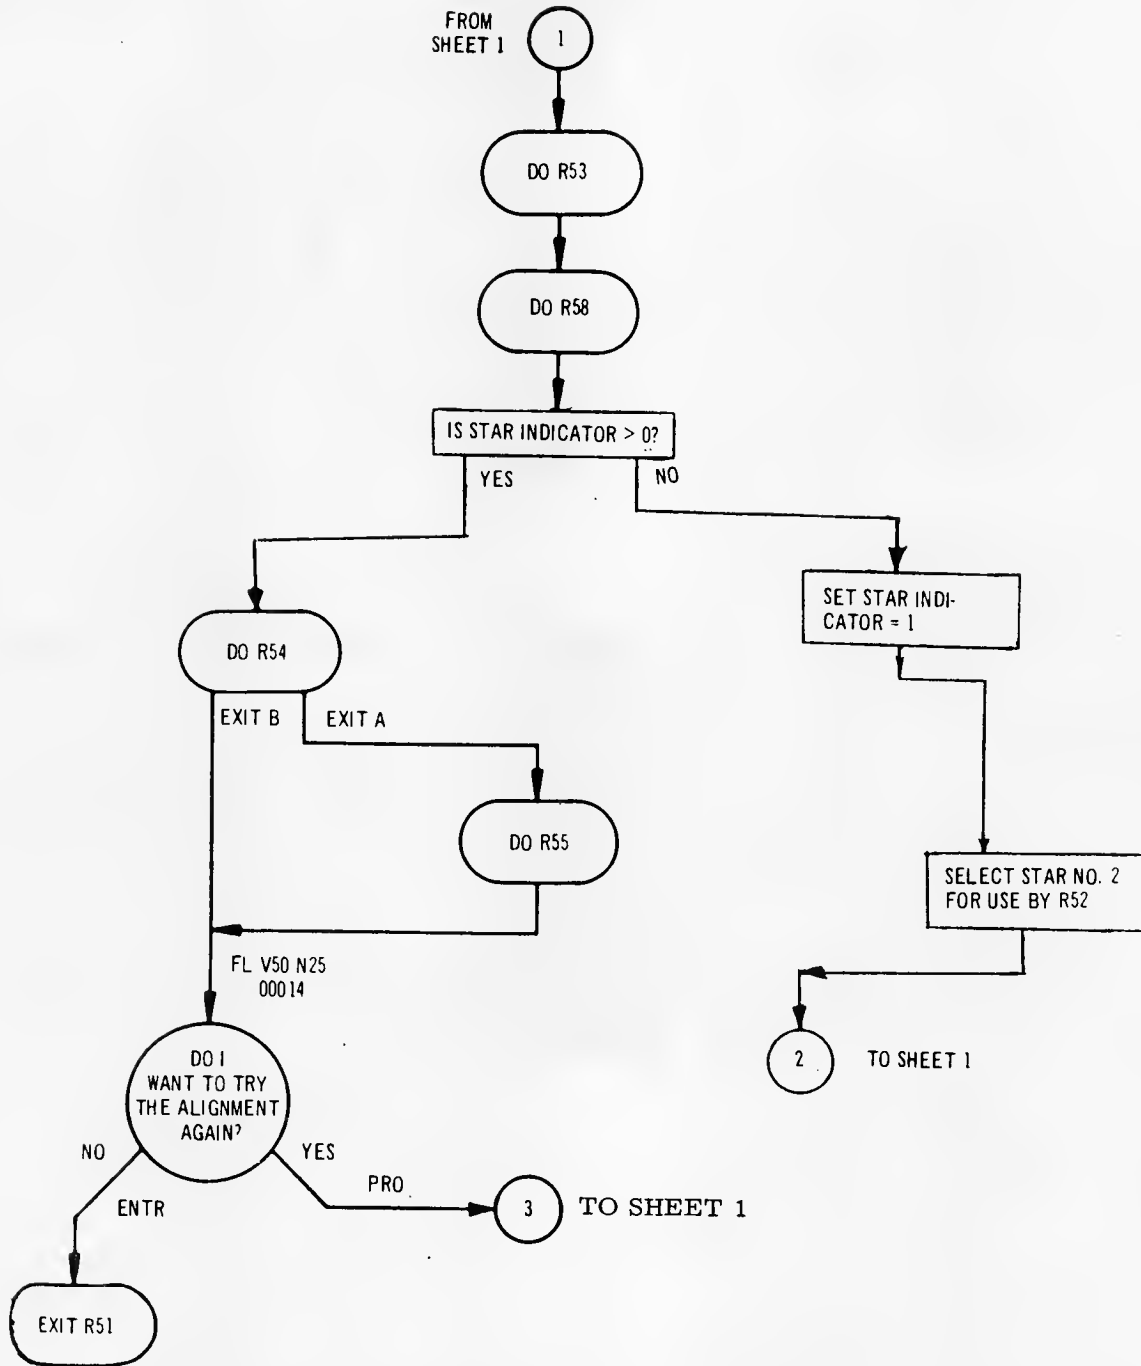 FROM
SHEET 1
1
DO R53
DO R58
IS STAR INDICATOR > 0?
YES
NO
SET STAR INDI-
CATOR = 1
DO R54
EXIT B
EXIT A
DO R55
SELECT STAR NO. 2
FOR USE BY R52
FL V50 N25
00014
2
TO SHEET 1
DO I
WANT TO TRY
THE ALIGNMENT
AGAIN?
NO
YES
ENTR
PRO
3
TO SHEET 1
EXIT R51